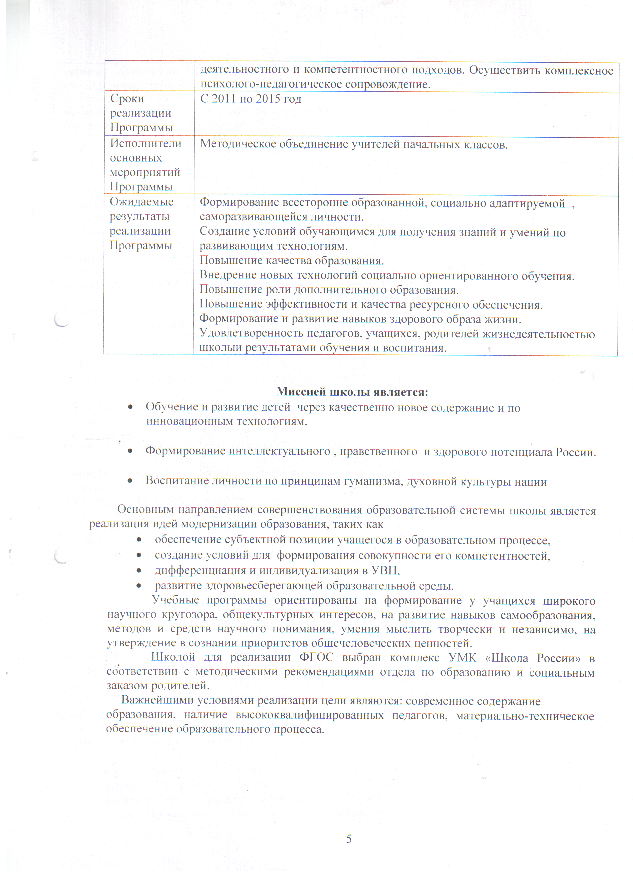 деятельностного и компетентностного подходов. Осуществить комплексное
психолого-педагогическое сопровождение.
Сроки
реализации
Программы
С 2011 по 2015 год
Исполнители
основных
мероприятий
Программы
Методическое объединение учителей начальных классов.
Ожидаемые
результаты
реализации
Программы
Формирование всесторонне образованной, социально адаптируемой ,
саморазвивающейся личности.
Создание условий обучающимся для получения знаний и умений по
развивающим технологиям.
Повышение качества образования.
Внедрение новых технологий социально ориентированного обучения.
Повышение роли дополнительного образования.
Повышение эффективности и качества ресурсного обеспечения.
Формирование и развитие навыков здорового образа жизни.
Удовлетворенность педагогов, учащихся, родителей жизнедеятельностью
школыи результатами обучения и воспитания.
Миссией школы является:
• Обучение и развитие детей через качественно новое содержание и по
инновационным технологиям.
• Формирование интеллектуального , нравственного и здорового потенциала России.
• Воспитание личности по принципам гуманизма, духовной культуры нации
Основным направлением совершенствования образовательной системы школы является
реализация идей модернизации образования, таких как
• обеспечение субъектной позиции учащегося в образовательном процессе,
• создание условий для формирования совокупности его компетентностей,
• дифференциация и индивидуализация в УВП,
• развитие здоровьесберегающей образовательной среды.
Учебные программы ориентированы на формирование у учащихся широкого
научного кругозора, общекультурных интересов, на развитие навыков самообразования,
методов и средств научного понимания, умения мыслить творчески и независимо, на
утверждение в сознании приоритетов общечеловеческих ценностей.
Школой для реализации ФГОС выбран комплекс УМК «Школа России» в
соответствии с методическими рекомендациями отдела по образованию и социальным
заказом родителей.
Важнейшими условиями реализации цели являются: современное содержание
образования, наличие высококвалифицированных педагогов, материально-техническое
обеспечение образовательного процесса.
5